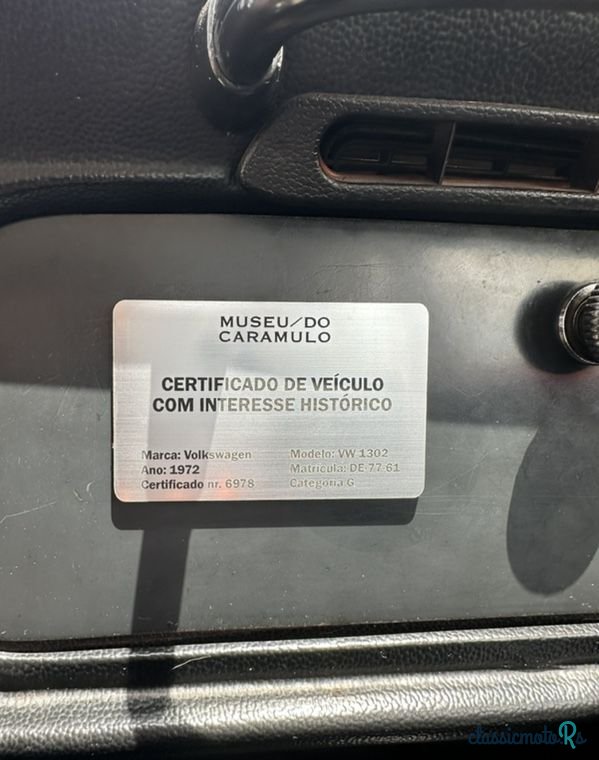 MUSEU/DO
CARAMULO
CERTIFICADO DE VEÍCULO
COM INTERESSE HISTÓRICO
Marca: Volkswagen
Modelo: VW 1302
Ano: 1972
Matrícula: DE-77-61
Certificado nr. 6978
Categoria G
classicmotoRs